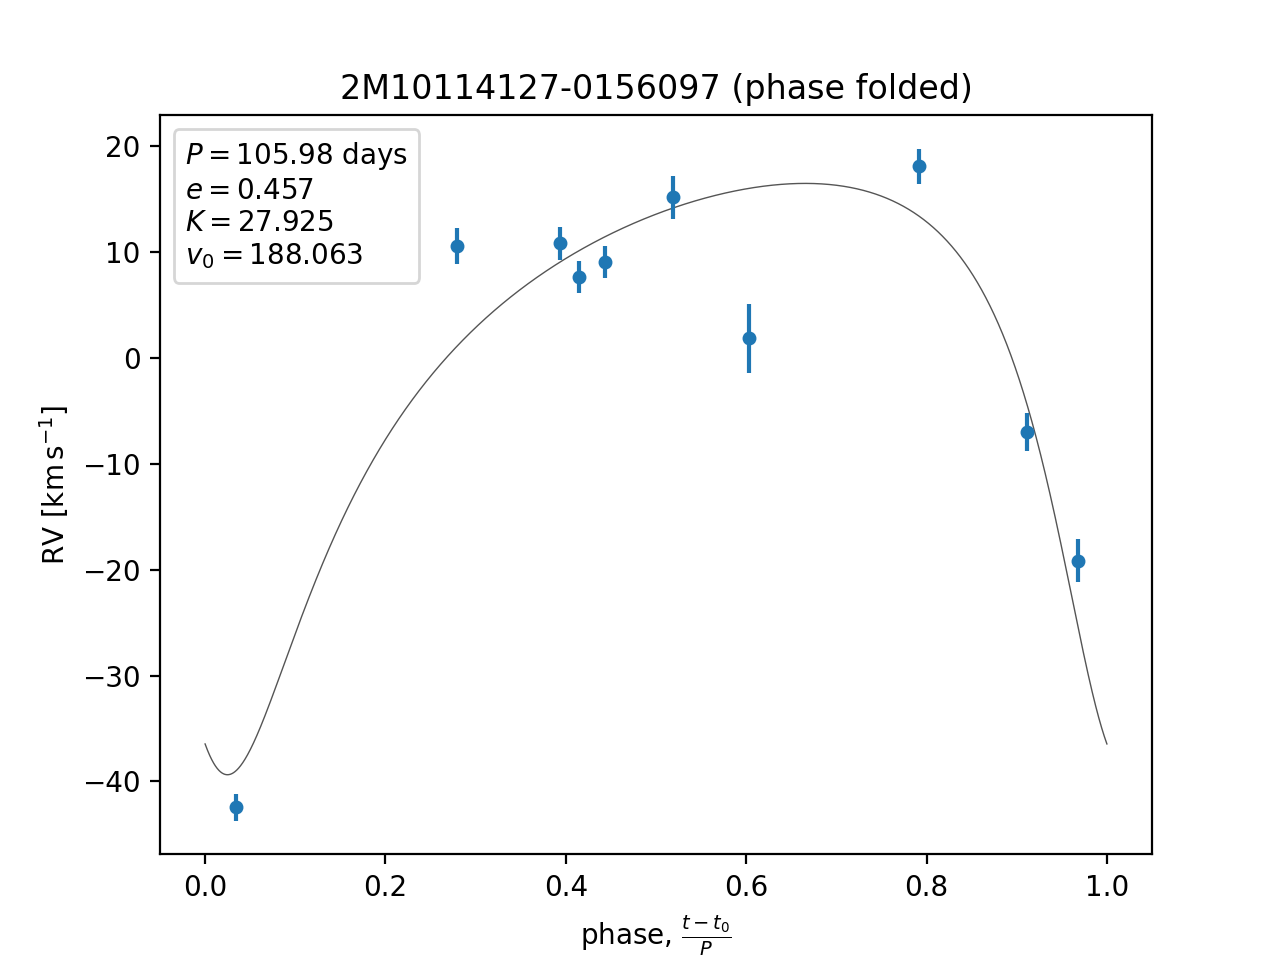 2M10114127-0156097 (phase folded)
P = 105.98 days
e = 0.457
K = 27.925
v₀ = 188.063
20
10
0
−10
−20
−30
−40
RV [km s⁻¹]
0.0 0.2 0.4 0.6 0.8 1.0
phase, (t − t₀)/P